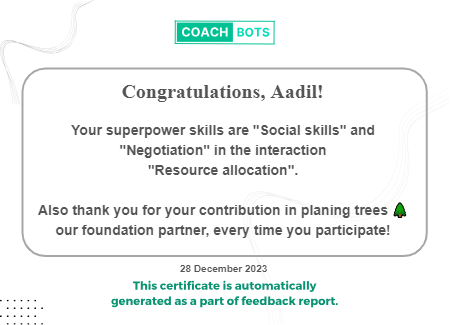 COACH BOTS
Congratulations, Aadil!
Your superpower skills are "Social skills" and
"Negotiation" in the interaction
"Resource allocation".
Also thank you for your contribution in planing trees 🌲
our foundation partner, every time you participate!
28 December 2023
This certificate is automatically
generated as a part of feedback report.